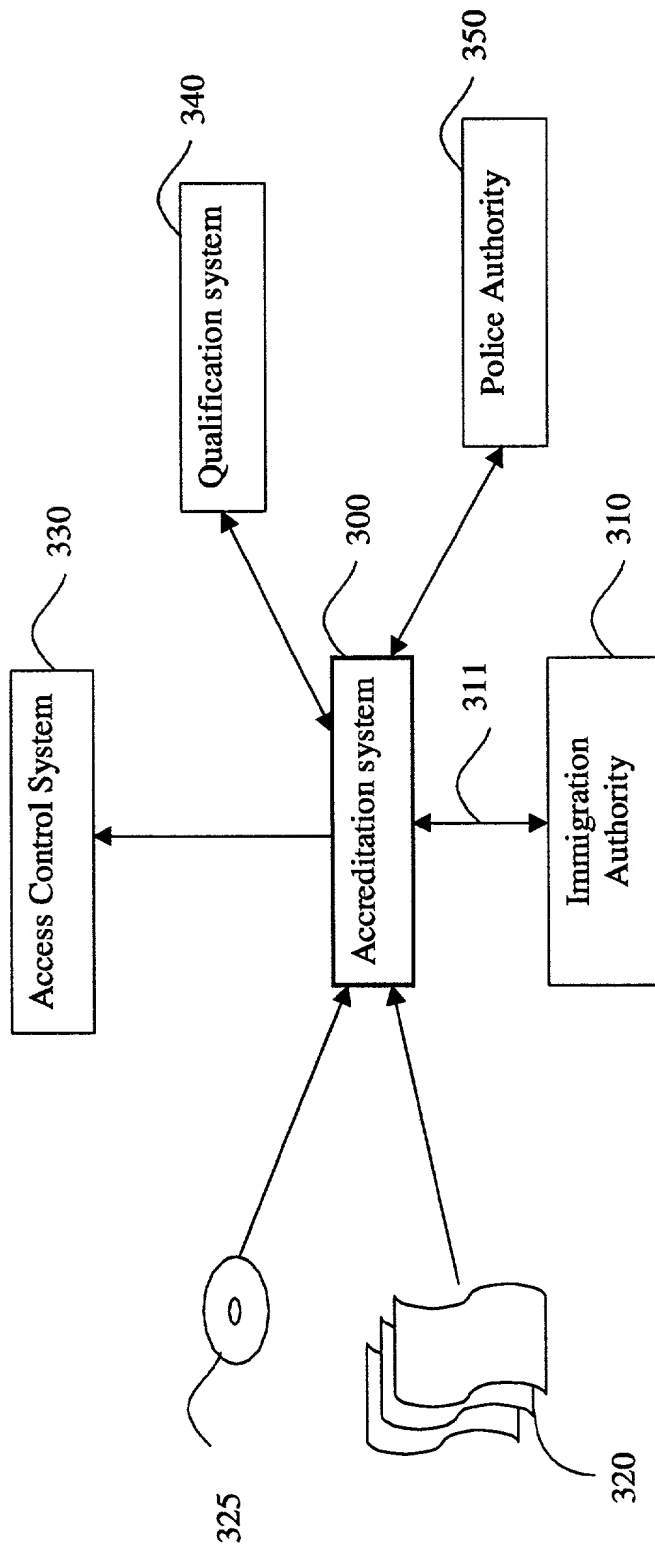 330
Access Control System
340
Qualification system
325
300
Accreditation system
350
Police Authority
311
320
310
Immigration
Authority